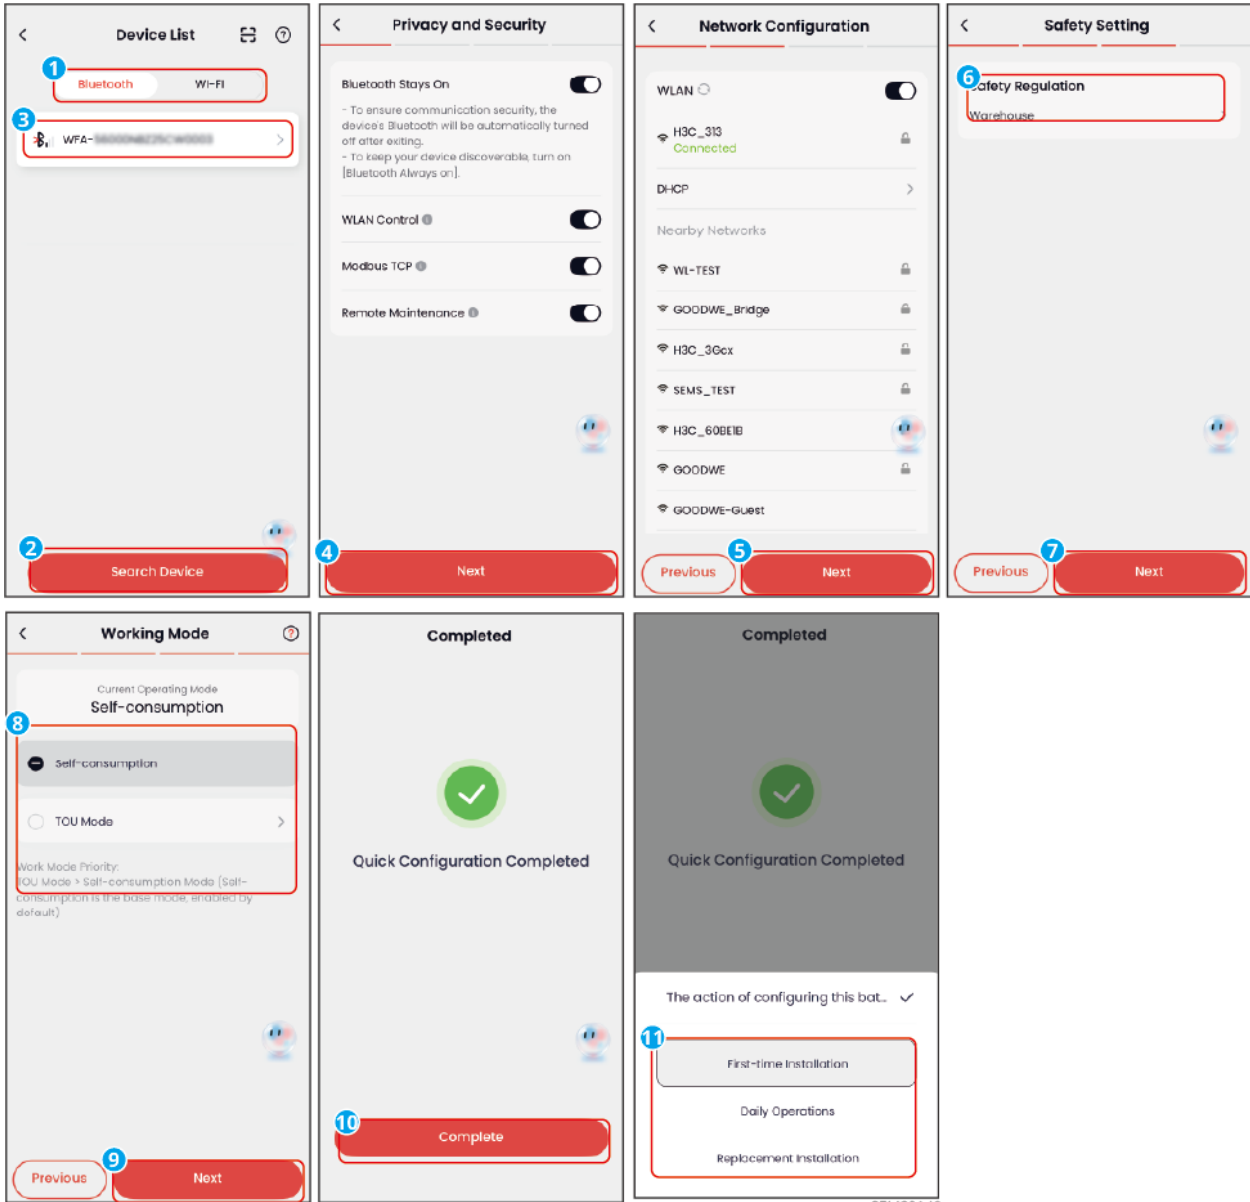 Device List
1
Bluetooth
WI-FI
3
WFA-
2
Search Device
Privacy and Security
Bluetooth Stays On
- To ensure communication security, the
device's Bluetooth will be automatically turned
off after exiting.
- To keep your device discoverable, turn on
[Bluetooth Always on].
WLAN Control
Modbus TCP
Remote Maintenance
4
Next
Network Configuration
WLAN
H3C_313
Connected
DHCP
Nearby Networks
WL-TEST
GOODWE_Bridge
H3C_3Gcx
SEMS_TEST
H3C_60BE1B
GOODWE
GOODWE-Guest
5
Previous
Next
Safety Setting
6
Safety Regulation
Warehouse
7
Previous
Next
Working Mode
Current Operating Mode
Self-consumption
8
Self-consumption
TOU Mode
Work Mode Priority:
TOU Mode > Self-consumption Mode (Self-
consumption is the base mode, enabled by
default)
9
Previous
Next
Completed
Quick Configuration Completed
10
Complete
Completed
Quick Configuration Completed
The action of configuring this bat...
11
First-time Installation
Daily Operations
Replacement Installation